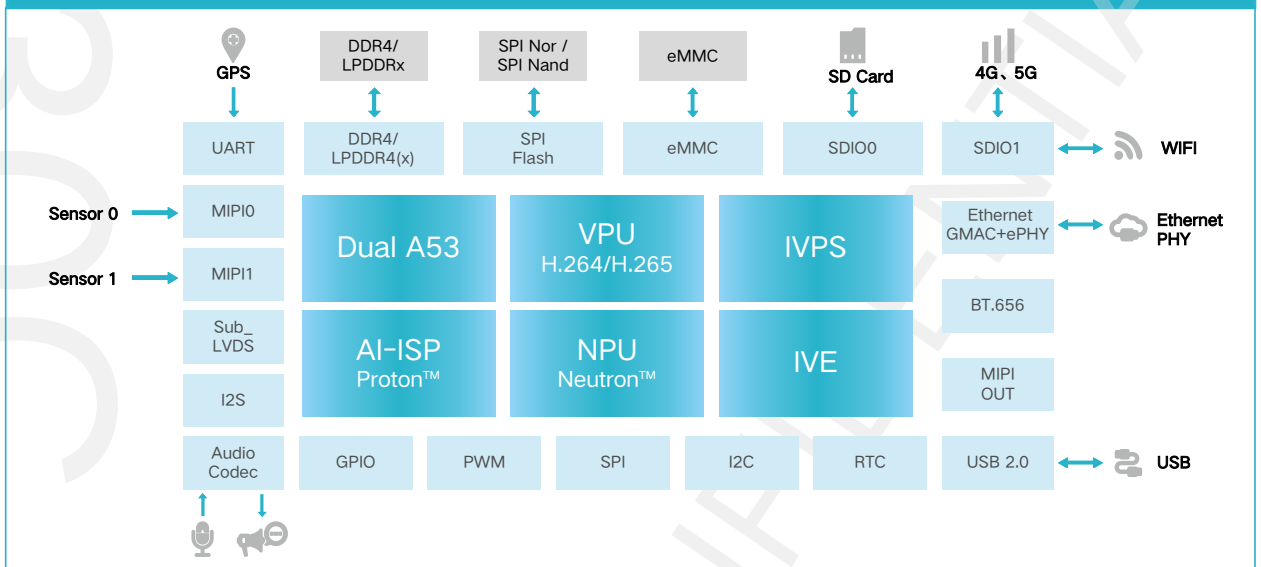 GPS
DDR4/
LPDDRx
SPI Nor /
SPI Nand
eMMC
SD Card
4G、5G
UART
DDR4/
LPDDR4(x)
SPI
Flash
eMMC
SDIO0
SDIO1
WIFI
Sensor 0
MIPI0
Dual A53
VPU
H.264/H.265
IVPS
Ethernet
GMAC+ePHY
Ethernet
PHY
Sensor 1
MIPI1
BT.656
Sub_
LVDS
AI-ISP
Proton™
NPU
Neutron™
IVE
MIPI
OUT
I2S
Audio
Codec
GPIO
PWM
SPI
I2C
RTC
USB 2.0
USB